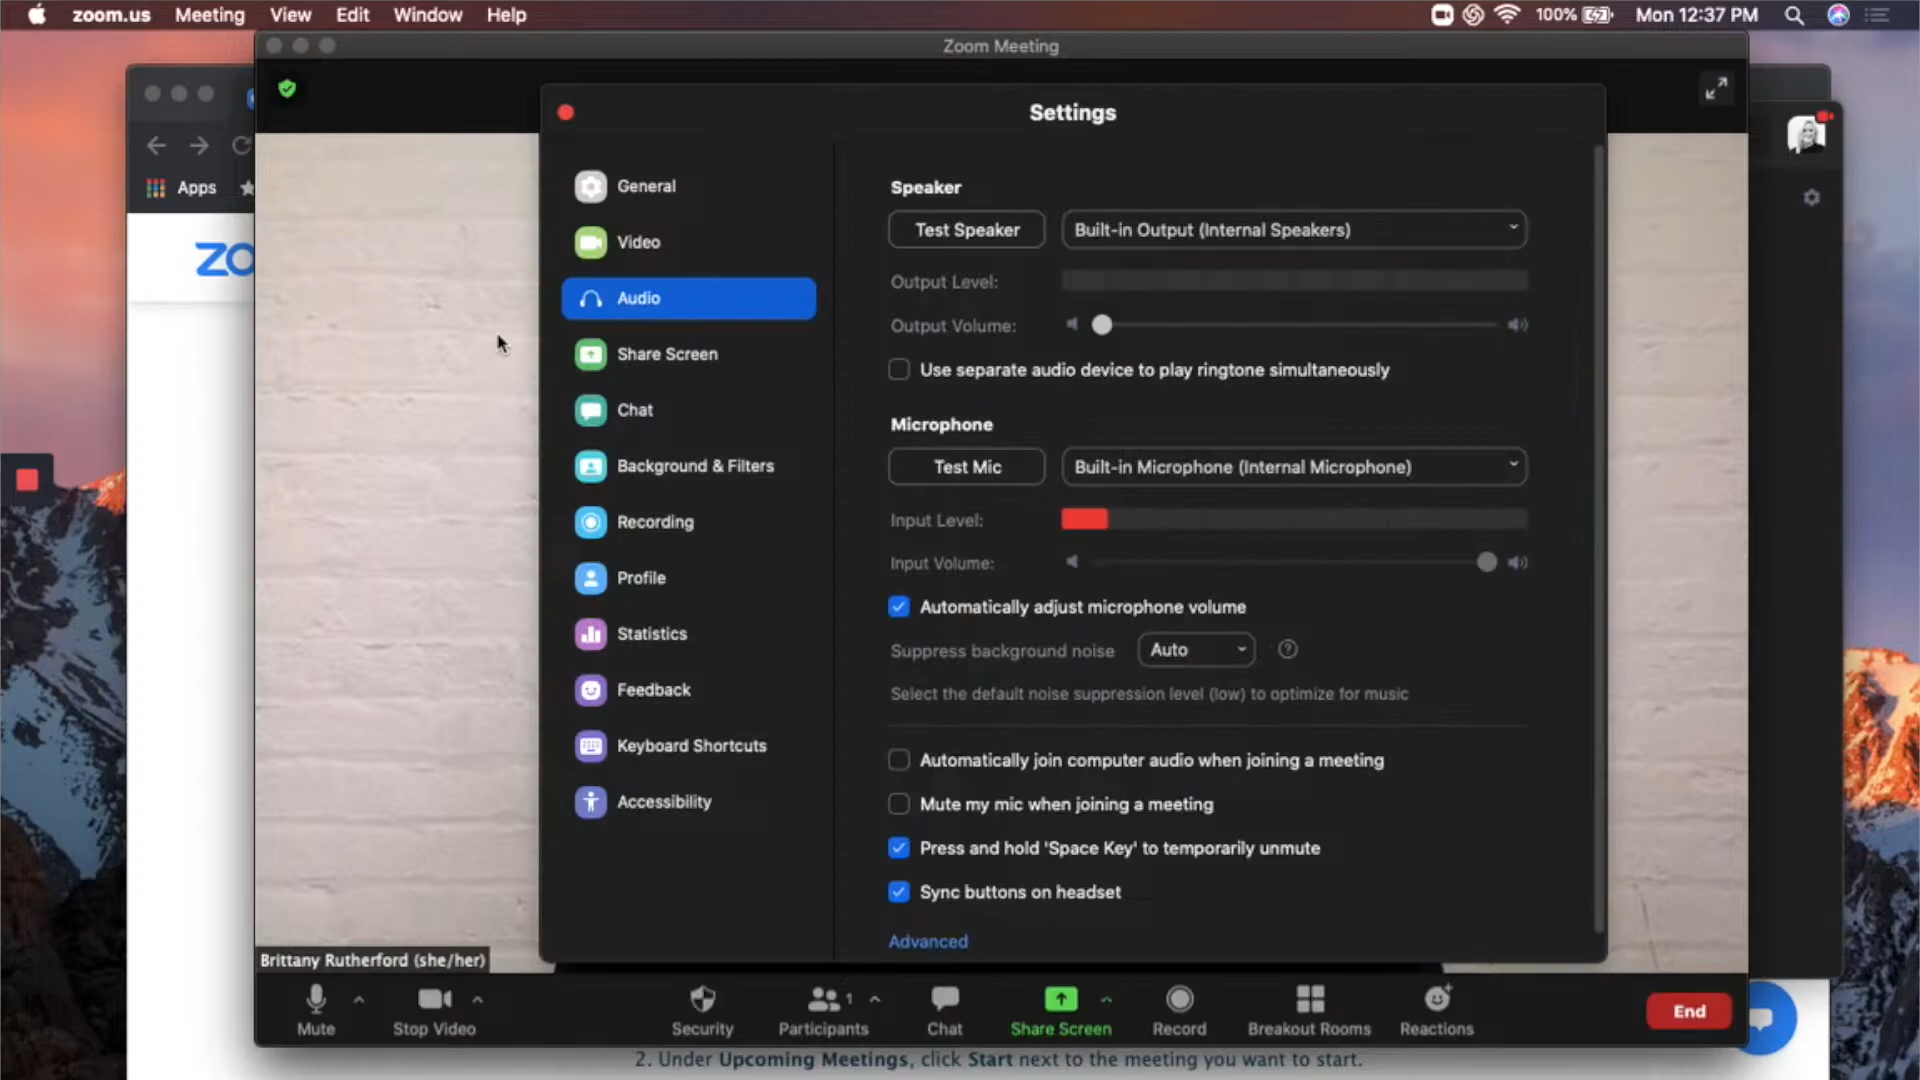 zoom.us Meeting View Edit Window Help 100% Mon 12:37 PM
Zoom Meeting
Apps
Settings
General
Video
Audio
Share Screen
Chat
Background & Filters
Recording
Profile
Statistics
Feedback
Keyboard Shortcuts
Accessibility
Speaker
Test Speaker Built-in Output (Internal Speakers)
Output Level:
Output Volume:
Use separate audio device to play ringtone simultaneously
Microphone
Test Mic Built-in Microphone (Internal Microphone)
Input Level:
Input Volume:
Automatically adjust microphone volume
Suppress background noise Auto ?
Select the default noise suppression level (low) to optimize for music
Automatically join computer audio when joining a meeting
Mute my mic when joining a meeting
Press and hold 'Space Key' to temporarily unmute
Sync buttons on headset
Advanced
Brittany Rutherford (she/her)
1
Mute Stop Video Security Participants Chat Share Screen Record Breakout Rooms Reactions End
2. Under Upcoming Meetings, click Start next to the meeting you want to start.